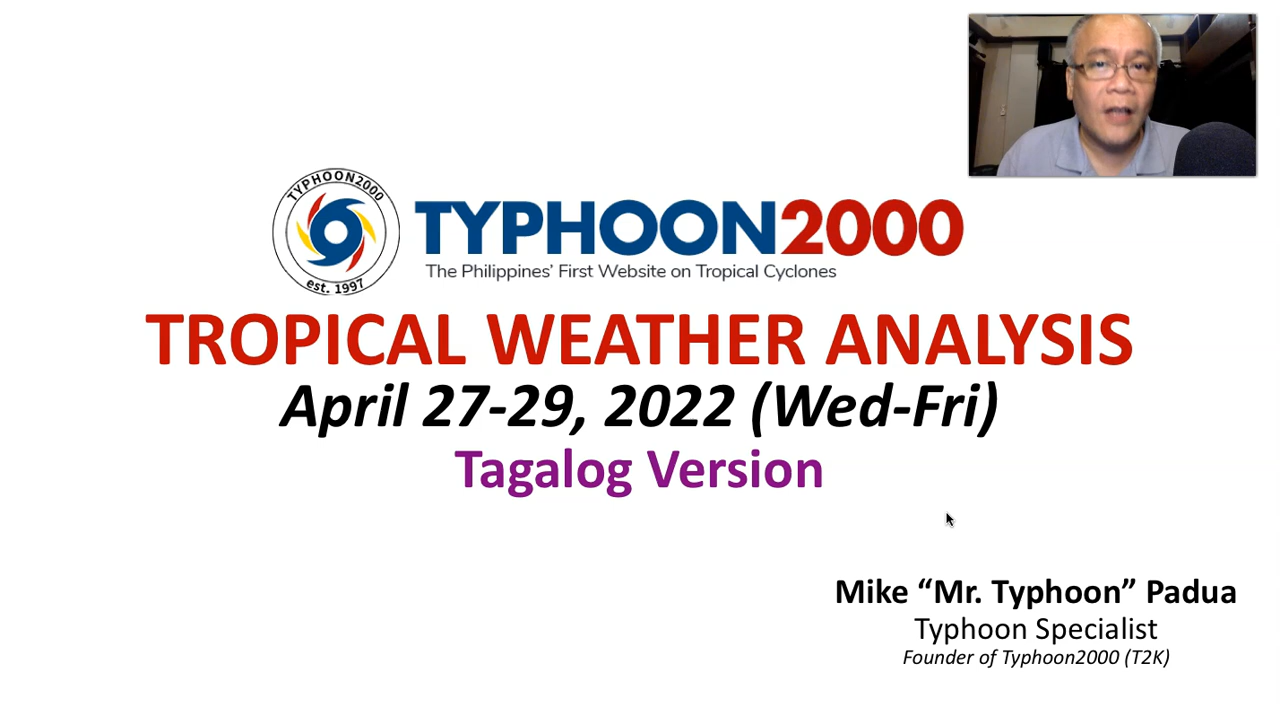 TYPHOON2000
est. 1997
TYPHOON2000
The Philippines' First Website on Tropical Cyclones
TROPICAL WEATHER ANALYSIS
April 27-29, 2022 (Wed-Fri)
Tagalog Version
Mike “Mr. Typhoon” Padua
Typhoon Specialist
Founder of Typhoon2000 (T2K)